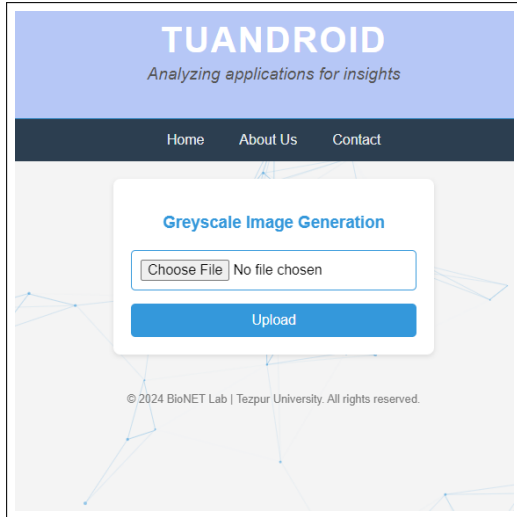 TUANDROID
Analyzing applications for insights
Home About Us Contact
Greyscale Image Generation
Choose File No file chosen
Upload
© 2024 BioNET Lab | Tezpur University. All rights reserved.